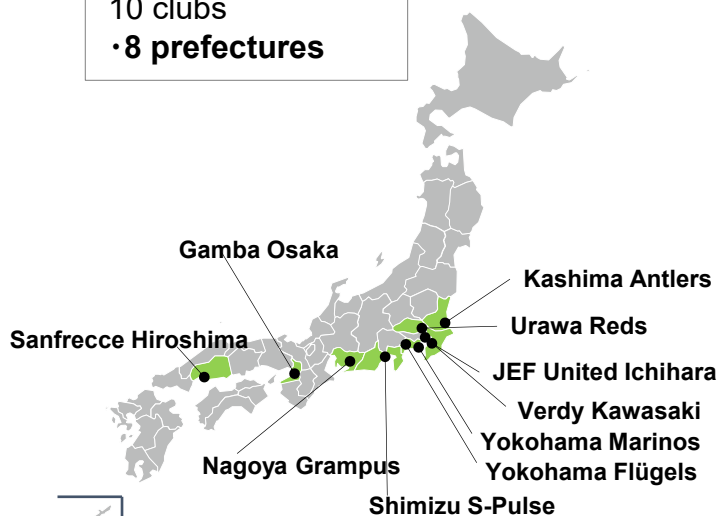 10 clubs
・8 prefectures
Gamba Osaka
Kashima Antlers
Urawa Reds
Sanfrecce Hiroshima
JEF United Ichihara
Verdy Kawasaki
Yokohama Marinos
Nagoya Grampus
Yokohama Flügels
Shimizu S-Pulse